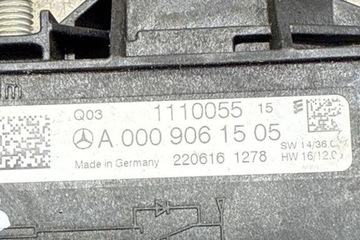 Q03 1110055 15
A 000 906 15 05
Made in Germany 220616 1278
SW 14/36.0
HW 16/12.0